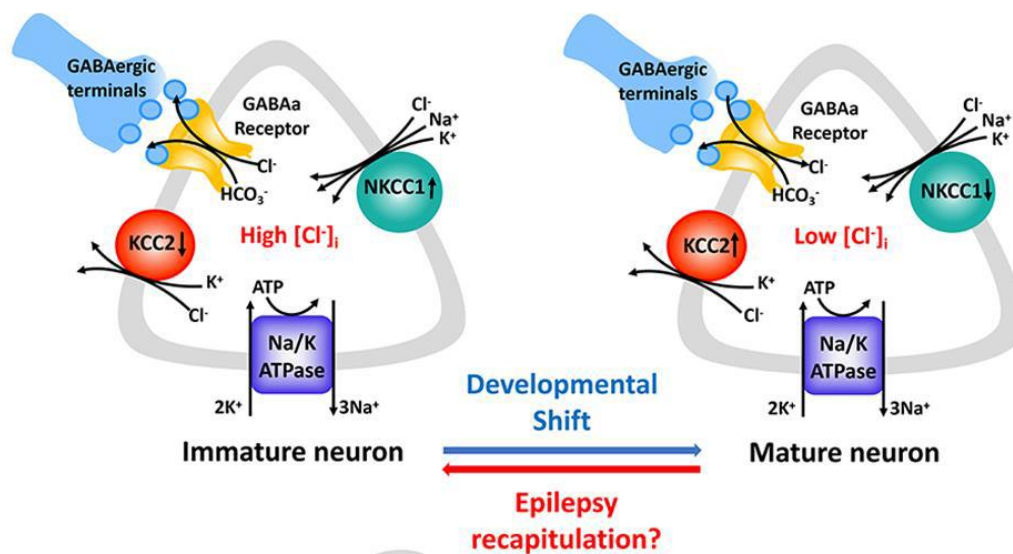 GABAergic
terminals
GABAa
Receptor
Cl⁻
Na⁺
K⁺
Cl⁻
HCO₃⁻
NKCC1
KCC2
High [Cl⁻]ᵢ
K⁺
Cl⁻
ATP
Na/K
ATPase
2K⁺
3Na⁺
Immature neuron
Developmental
Shift
Epilepsy
recapitulation?
GABAergic
terminals
GABAa
Receptor
Cl⁻
Na⁺
K⁺
Cl⁻
HCO₃⁻
NKCC1
KCC2
Low [Cl⁻]ᵢ
K⁺
Cl⁻
ATP
Na/K
ATPase
2K⁺
3Na⁺
Mature neuron